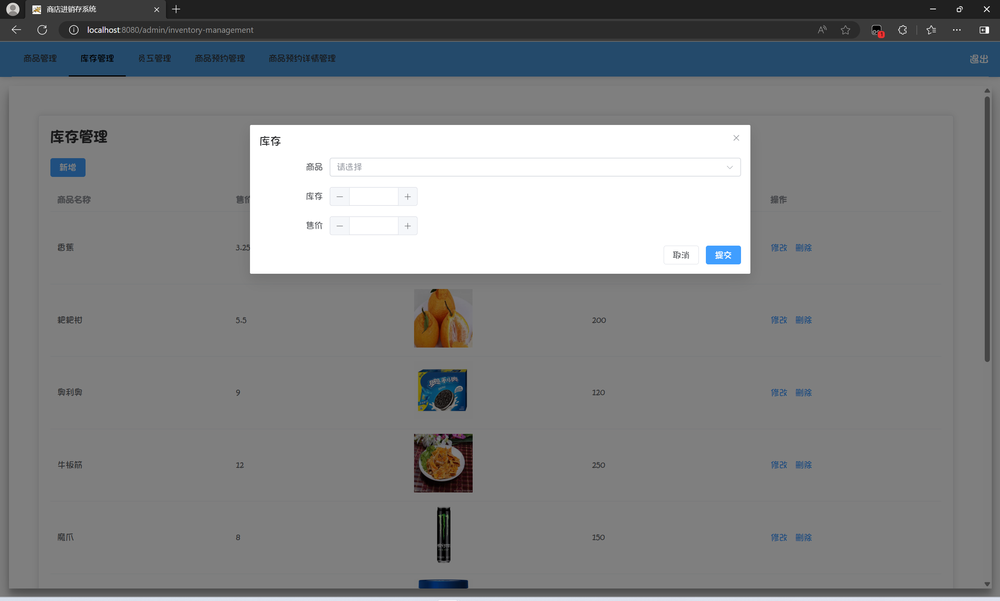 商店进销存系统
localhost:8080/admin/inventory-management
1
商品管理 库存管理 员工管理 商品预约管理 商品预约详情管理 退出
库存管理
新增
库存
商品 请选择
库存
售价
取消 提交
商品名称 售价 操作
香蕉 3.25 修改 删除
耙耙柑 5.5 200 修改 删除
奥利奥 9 120 修改 删除
奥利奥
牛板筋 12 250 修改 删除
魔爪 8 150 修改 删除
MONSTER
ENERGY